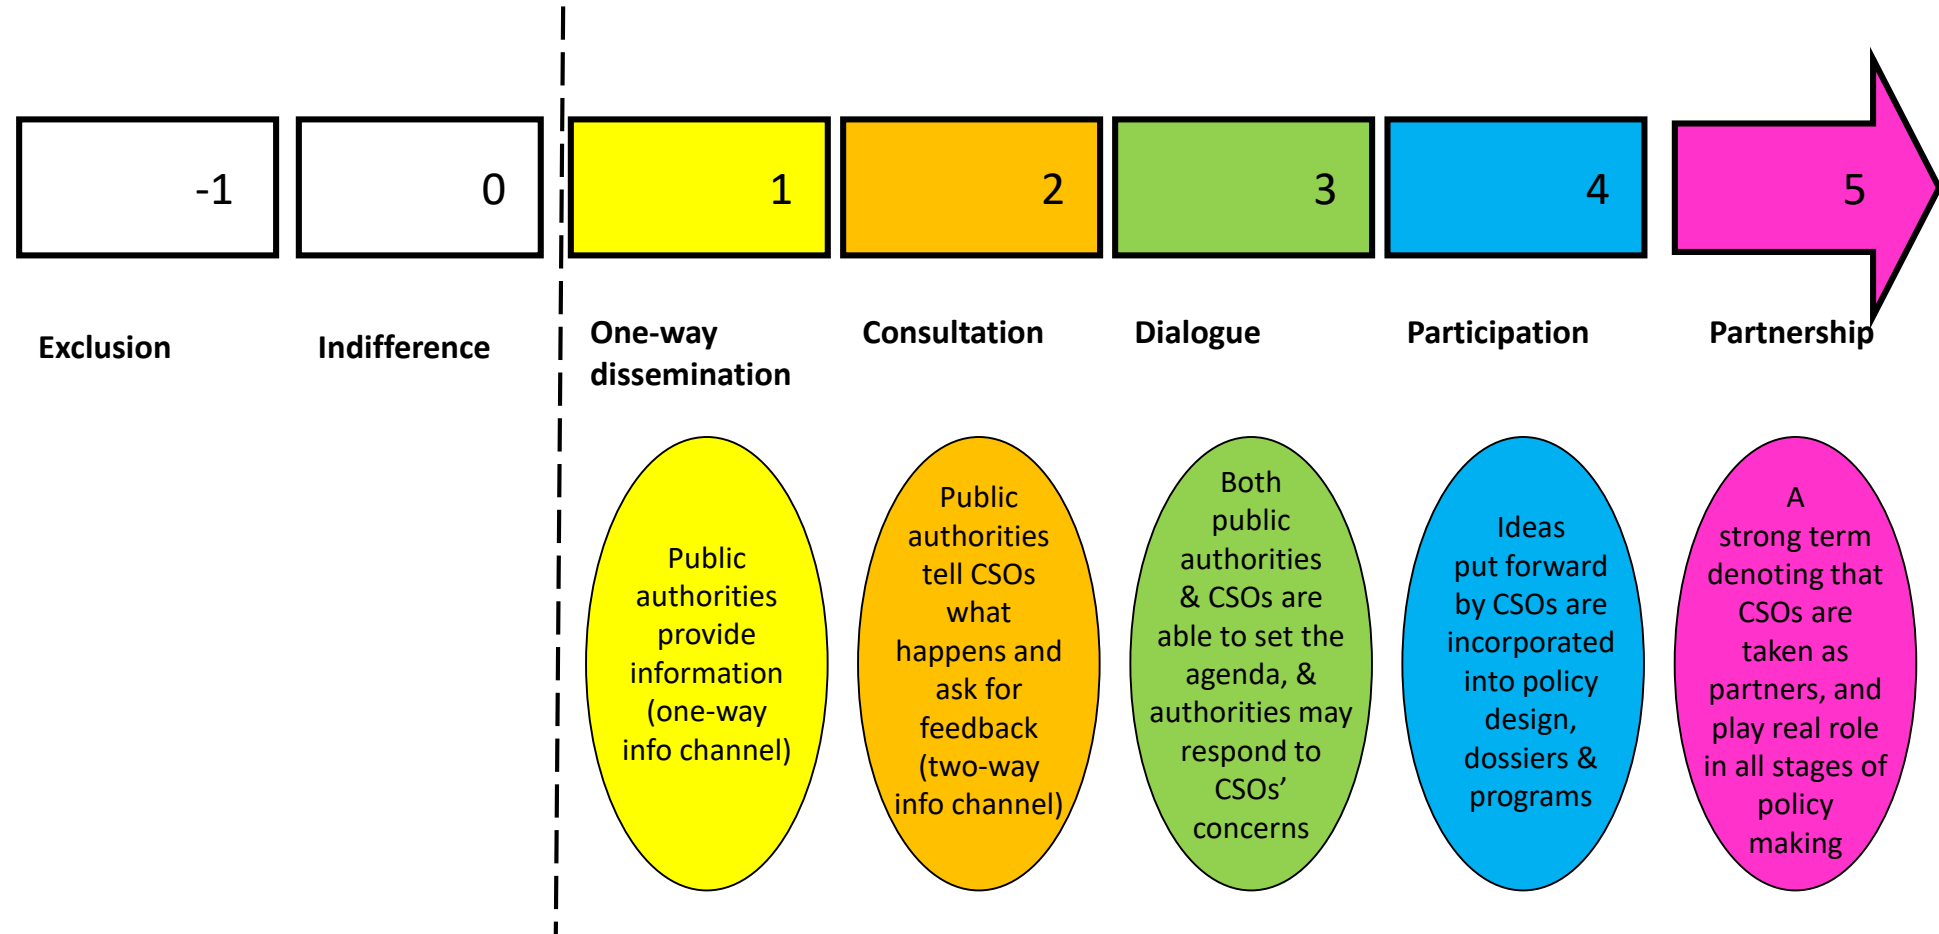 -1
0
1
2
3
4
5
Exclusion
Indifference
One-way
dissemination
Consultation
Dialogue
Participation
Partnership
Public
authorities
provide
information
(one-way
info channel)
Public
authorities
tell CSOs
what
happens and
ask for
feedback
(two-way
info channel)
Both
public
authorities
& CSOs are
able to set the
agenda, &
authorities may
respond to
CSOs’
concerns
Ideas
put forward
by CSOs are
incorporated
into policy
design,
dossiers &
programs
A
strong term
denoting that
CSOs are
taken as
partners, and
play real role
in all stages of
policy
making